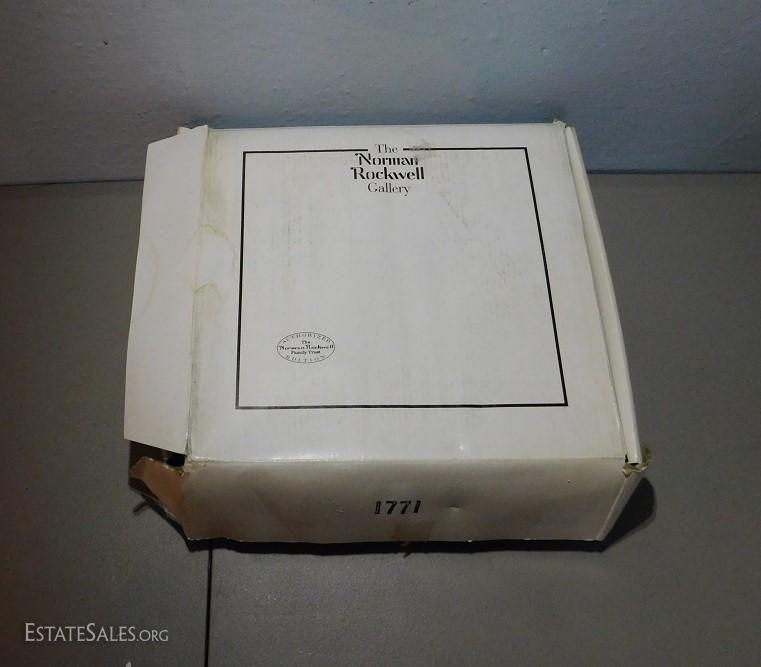 The
Norman
Rockwell
Gallery
AUTHORIZED
The
Norman Rockwell
Family Trust
EDITION
1771
ESTATESALES.ORG